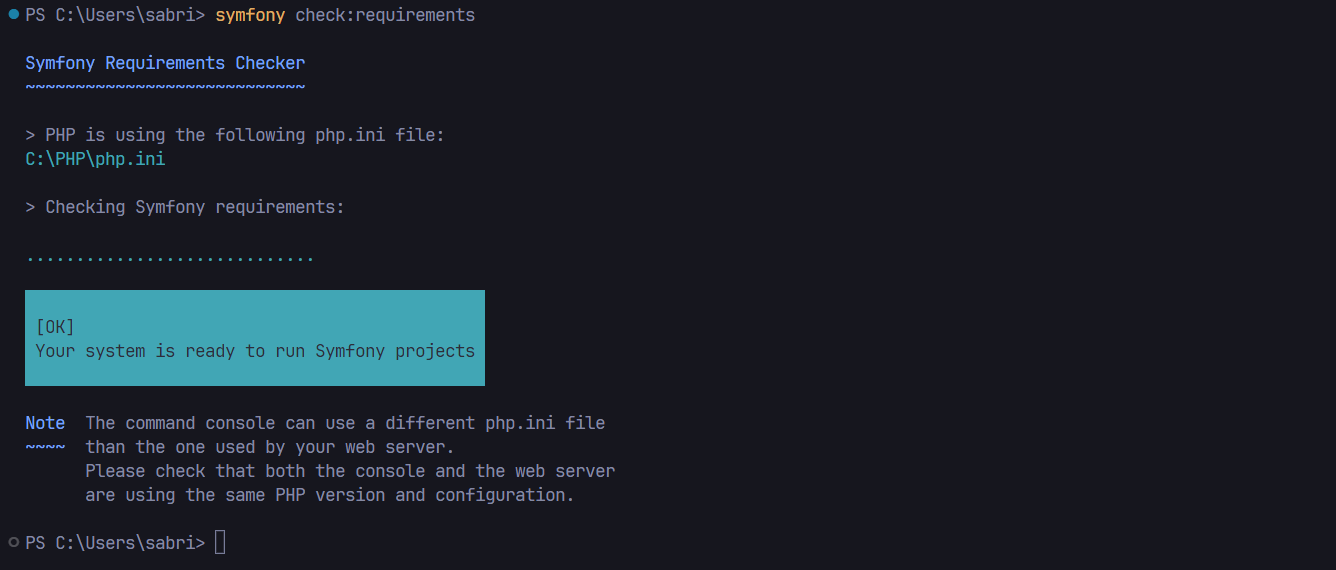 PS C:\Users\sabri> symfony check:requirements
Symfony Requirements Checker
~~~~~~~~~~~~~~~~~~~~~~~~~~~~
> PHP is using the following php.ini file:
C:\PHP\php.ini
> Checking Symfony requirements:
.............................
[OK]
Your system is ready to run Symfony projects
Note  The command console can use a different php.ini file
~~~~  than the one used by your web server.
Please check that both the console and the web server
are using the same PHP version and configuration.
PS C:\Users\sabri>